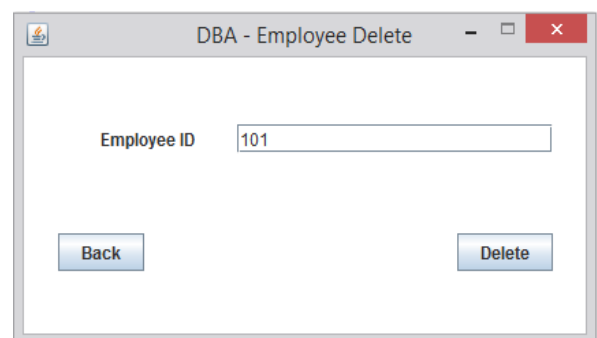 DBA - Employee Delete
Employee ID 101
Back Delete